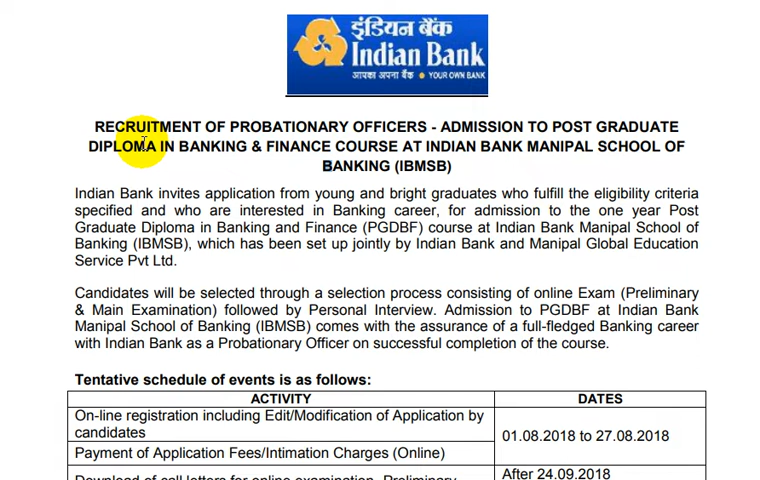 इंडियन बैंक
Indian Bank
आपका अपना बैंक ● YOUR OWN BANK
RECRUITMENT OF PROBATIONARY OFFICERS - ADMISSION TO POST GRADUATE
DIPLOMA IN BANKING & FINANCE COURSE AT INDIAN BANK MANIPAL SCHOOL OF
BANKING (IBMSB)
Indian Bank invites application from young and bright graduates who fulfill the eligibility criteria
specified and who are interested in Banking career, for admission to the one year Post
Graduate Diploma in Banking and Finance (PGDBF) course at Indian Bank Manipal School of
Banking (IBMSB), which has been set up jointly by Indian Bank and Manipal Global Education
Service Pvt Ltd.
Candidates will be selected through a selection process consisting of online Exam (Preliminary
& Main Examination) followed by Personal Interview. Admission to PGDBF at Indian Bank
Manipal School of Banking (IBMSB) comes with the assurance of a full-fledged Banking career
with Indian Bank as a Probationary Officer on successful completion of the course.
Tentative schedule of events is as follows:
ACTIVITY DATES
On-line registration including Edit/Modification of Application by
candidates
01.08.2018 to 27.08.2018
Payment of Application Fees/Intimation Charges (Online)
After 24.09.2018
Download of call letters for online examination- Preliminary